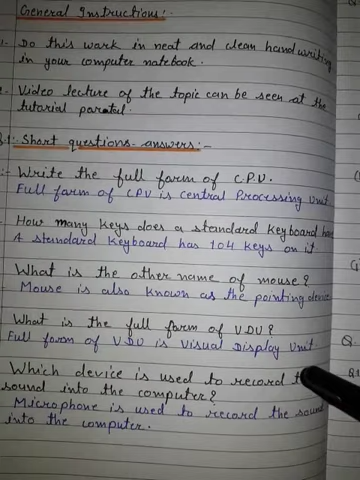 General Instructions:-
Do this work in neat and clean handwriting
in your computer notebook.
Video lecture of the topic can be seen at the
tutorial
Q.1:- Short questions answers:-
:- Write the full form of C.P.U.
Full form of CPU is Central Processing Unit
How many keys does a standard keyboard has
A standard keyboard has 104 keys on it
What is the other name of mouse?
Mouse is also known as the pointing device
What is the full form of VDU?
Full form of VDU is Visual Display Unit
Which device is used to record
sound into the computer?
Microphone is used to record the sound
into the computer.